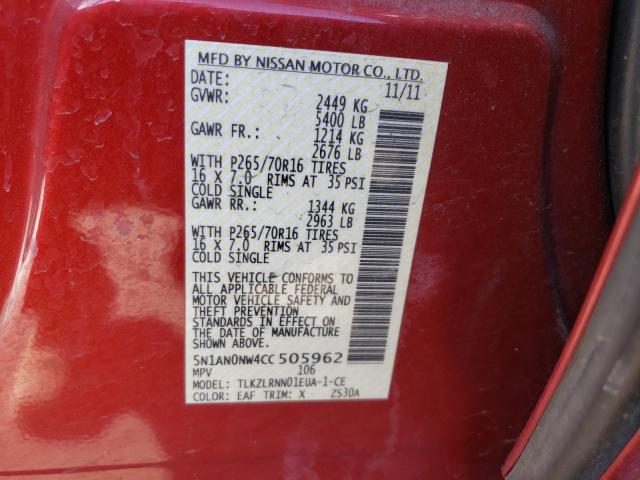 MFD BY NISSAN MOTOR CO., LTD.
DATE: 11/11
GVWR: 2449 KG
5400 LB
GAWR FR.: 1214 KG
2676 LB
WITH P265/70R16 TIRES
16 X 7.0 RIMS AT 35 PSI
COLD SINGLE
GAWR RR.: 1344 KG
2963 LB
WITH P265/70R16 TIRES
16 X 7.0 RIMS AT 35 PSI
COLD SINGLE
THIS VEHICLE CONFORMS TO
ALL APPLICABLE FEDERAL
MOTOR VEHICLE SAFETY AND
THEFT PREVENTION
STANDARDS IN EFFECT ON
THE DATE OF MANUFACTURE
SHOWN ABOVE.
5N1AN0NW4CC505962
MPV 106
MODEL: TLKZLRNN01EUA-1-CE
COLOR: EAF TRIM: X ZS30A